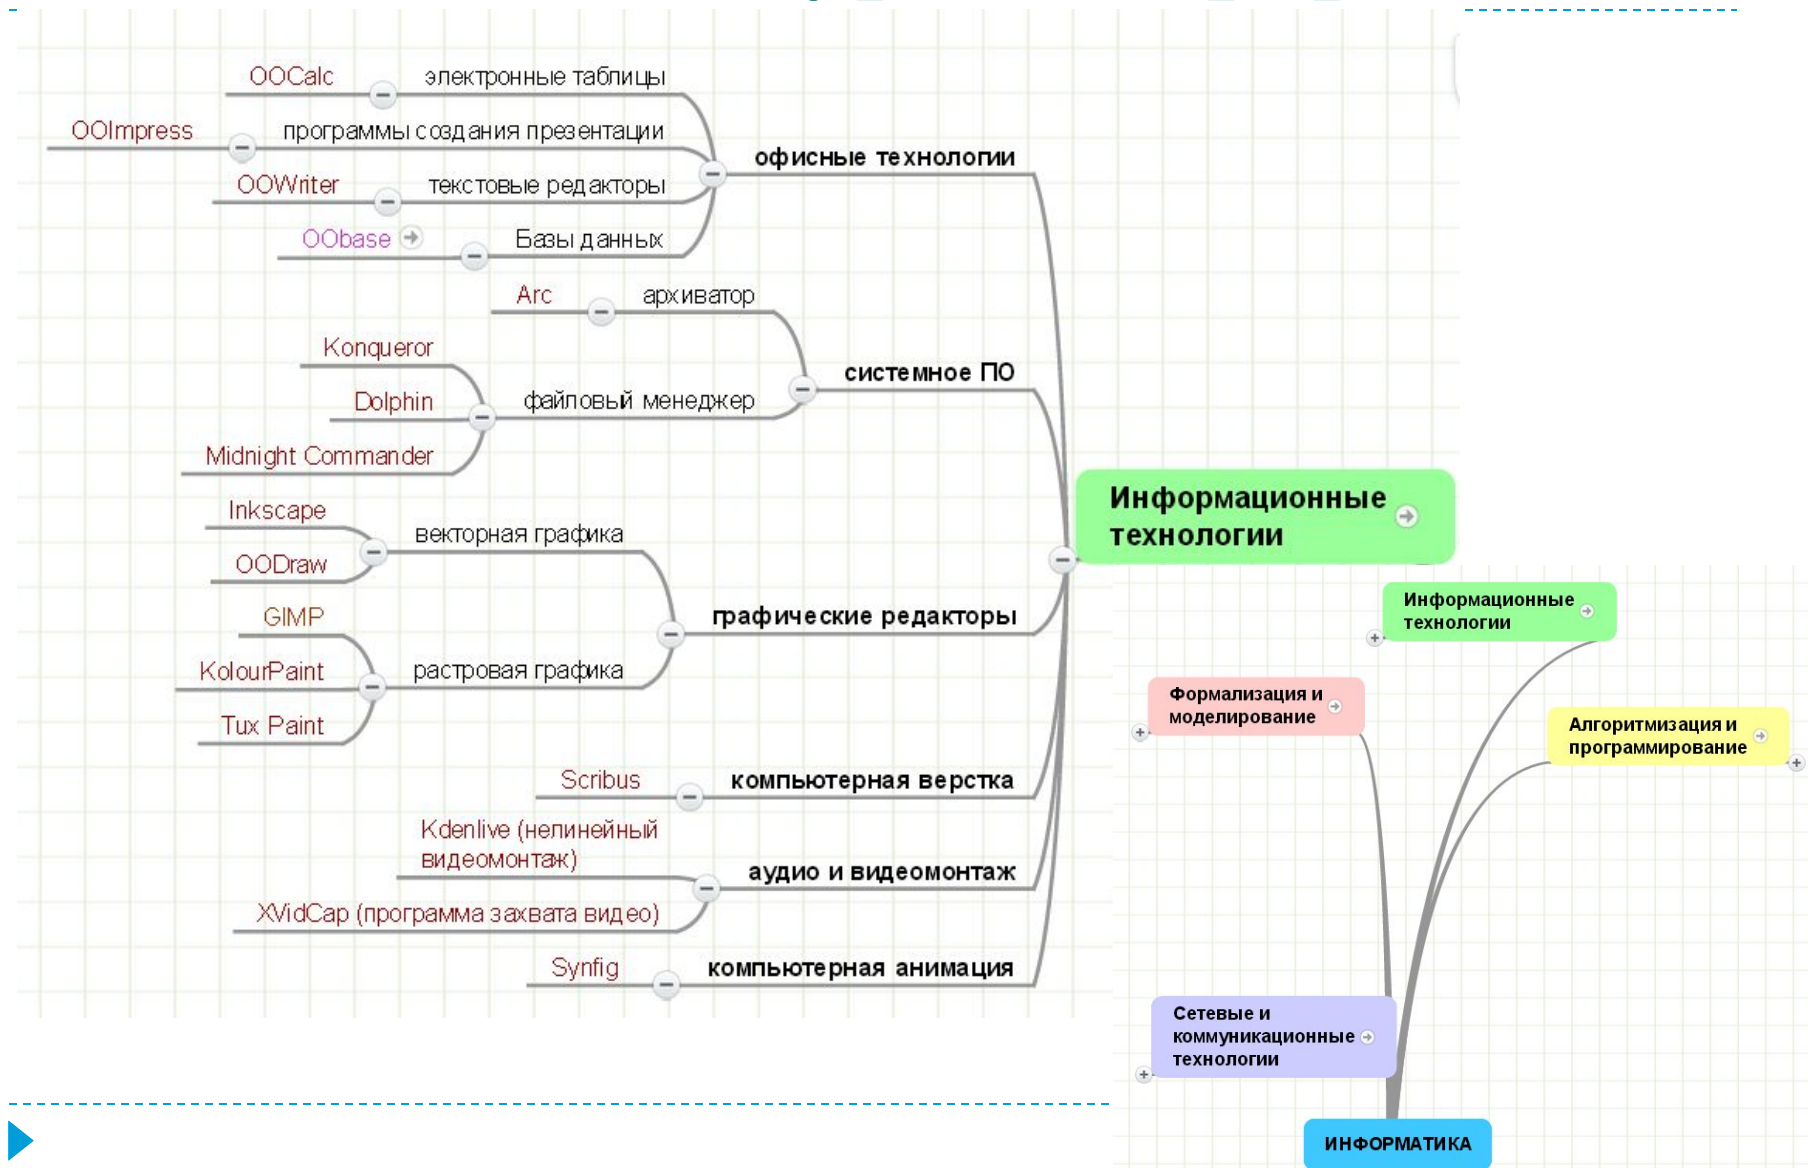 OOCalc
электронные таблицы
OOImpress
программы создания презентации
офисные технологии
OOWriter
текстовые редакторы
OObase
Базы данных
Arc
архиватор
Konqueror
системное ПО
Dolphin
файловый менеджер
Midnight Commander
Информационные
технологии
Inkscape
векторная графика
OODraw
GIMP
графические редакторы
KolourPaint
растровая графика
Tux Paint
Scribus
компьютерная верстка
Kdenlive (нелинейный
видеомонтаж)
аудио и видеомонтаж
XVidCap (программа захвата видео)
Synfig
компьютерная анимация
Информационные
технологии
Формализация и
моделирование
Алгоритмизация и
программирование
Сетевые и
коммуникационные
технологии
ИНФОРМАТИКА